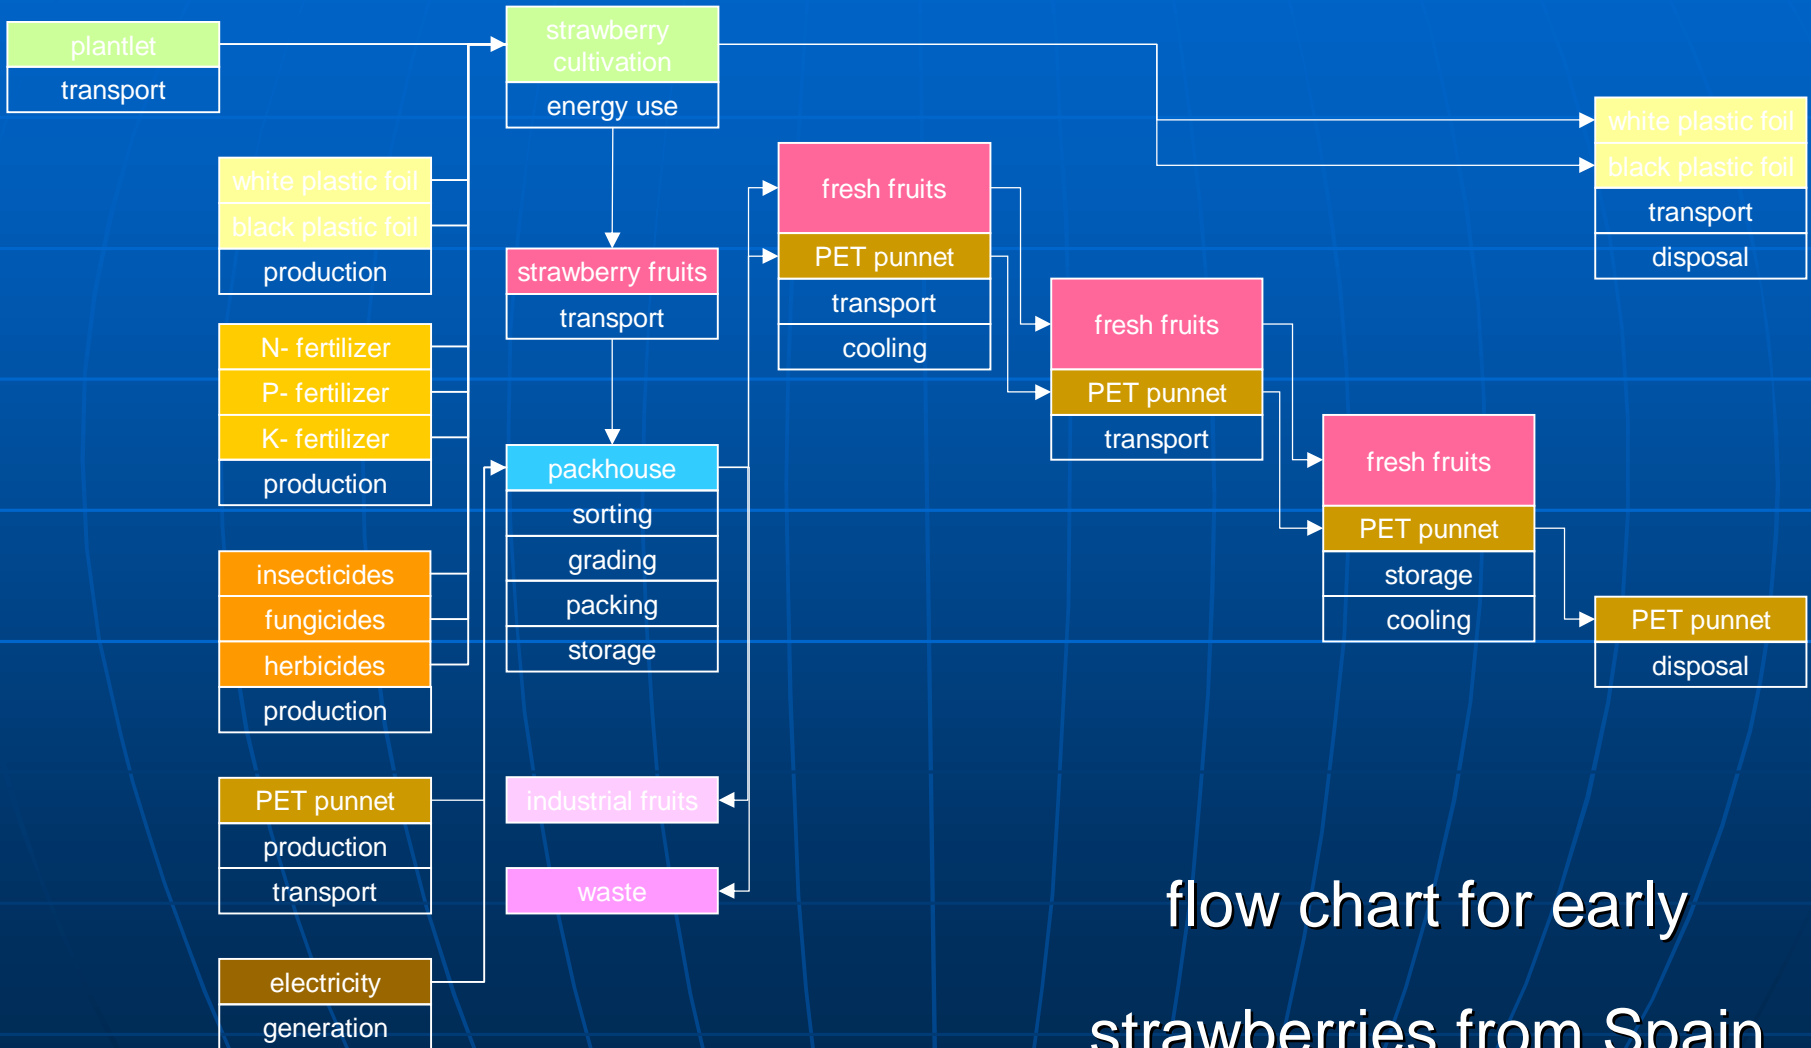 plantlet
transport
strawberry
cultivation
energy use
white plastic foil
black plastic foil
production
N- fertilizer
P- fertilizer
K- fertilizer
production
insecticides
fungicides
herbicides
production
PET punnet
production
transport
electricity
generation
strawberry fruits
transport
packhouse
sorting
grading
packing
storage
industrial fruits
waste
fresh fruits
PET punnet
transport
cooling
fresh fruits
PET punnet
transport
fresh fruits
PET punnet
storage
cooling
white plastic foil
black plastic foil
transport
disposal
PET punnet
disposal
flow chart for early
strawberries from Spain